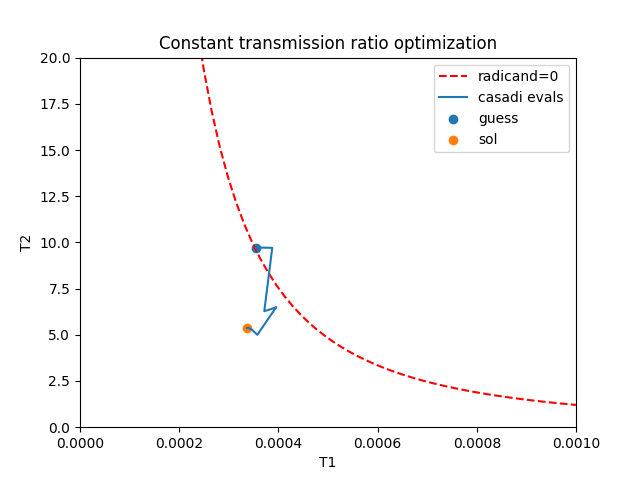 Constant transmission ratio optimization
radicand=0
casadi evals
guess
sol
T2
20.0
17.5
15.0
12.5
10.0
7.5
5.0
2.5
0.0
0.0000 0.0002 0.0004 0.0006 0.0008 0.0010
T1